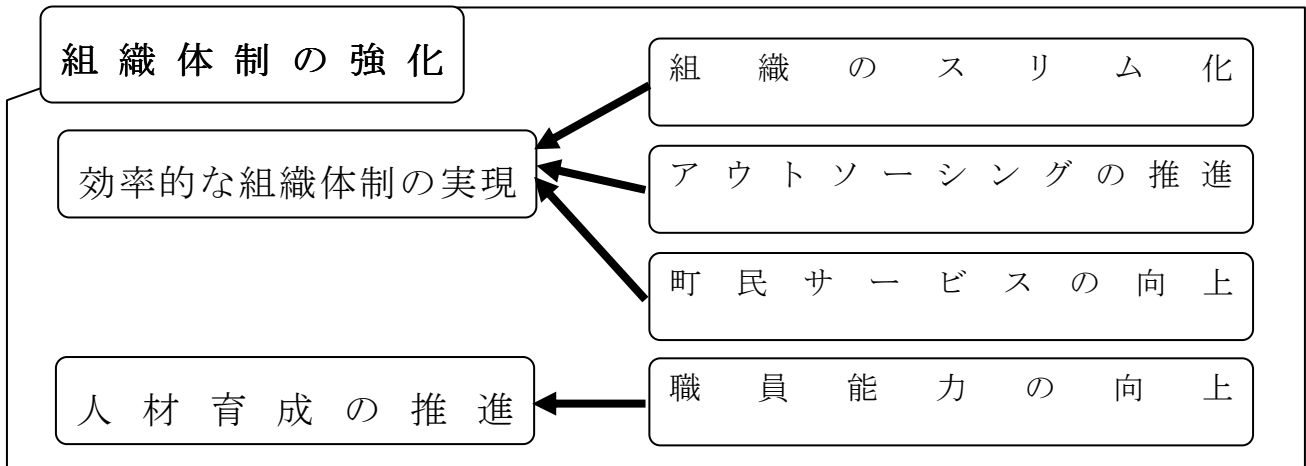 組織体制の強化
組織のスリム化
効率的な組織体制の実現
アウトソーシングの推進
町民サービスの向上
人材育成の推進
職員能力の向上